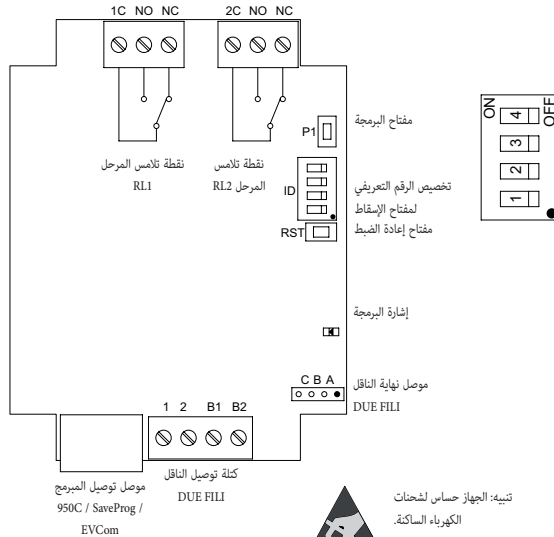 1C NO NC
2C NO NC
P1
مفتاح البرمجة
ON
OFF
4
3
2
1
نقطة تلامس المرحل
RL1
نقطة تلامس
المرحل RL2
ID
تخصيص الرقم التعريفي
لمفتاح الإسقاط
RST
مفتاح إعادة الضبط
إشارة البرمجة
C B A
موصل نهاية الناقل
DUE FILI
1 2 B1 B2
كتلة توصيل الناقل
DUE FILI
موصل توصيل المبرمج
950C / SaveProg /
EVCom
تنبيه: الجهاز حساس لشحنات
الكهرباء الساكنة.